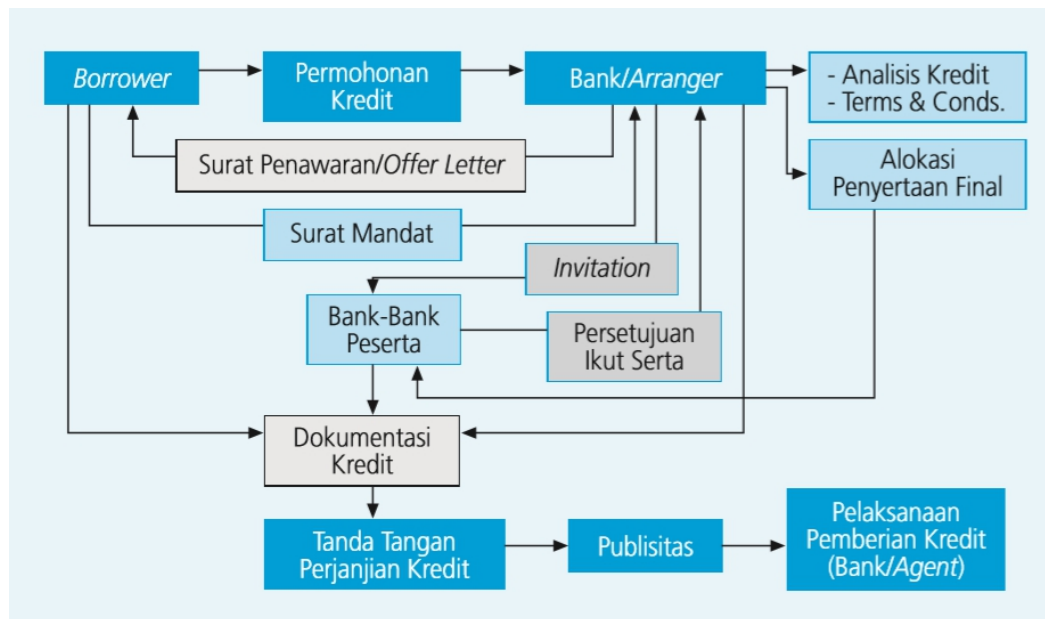 Borrower
Permohonan
Kredit
Bank/Arranger
- Analisis Kredit
- Terms & Conds.
Surat Penawaran/Offer Letter
Alokasi
Penyertaan Final
Surat Mandat
Invitation
Bank-Bank
Peserta
Persetujuan
Ikut Serta
Dokumentasi
Kredit
Tanda Tangan
Perjanjian Kredit
Publisitas
Pelaksanaan
Pemberian Kredit
(Bank/Agent)